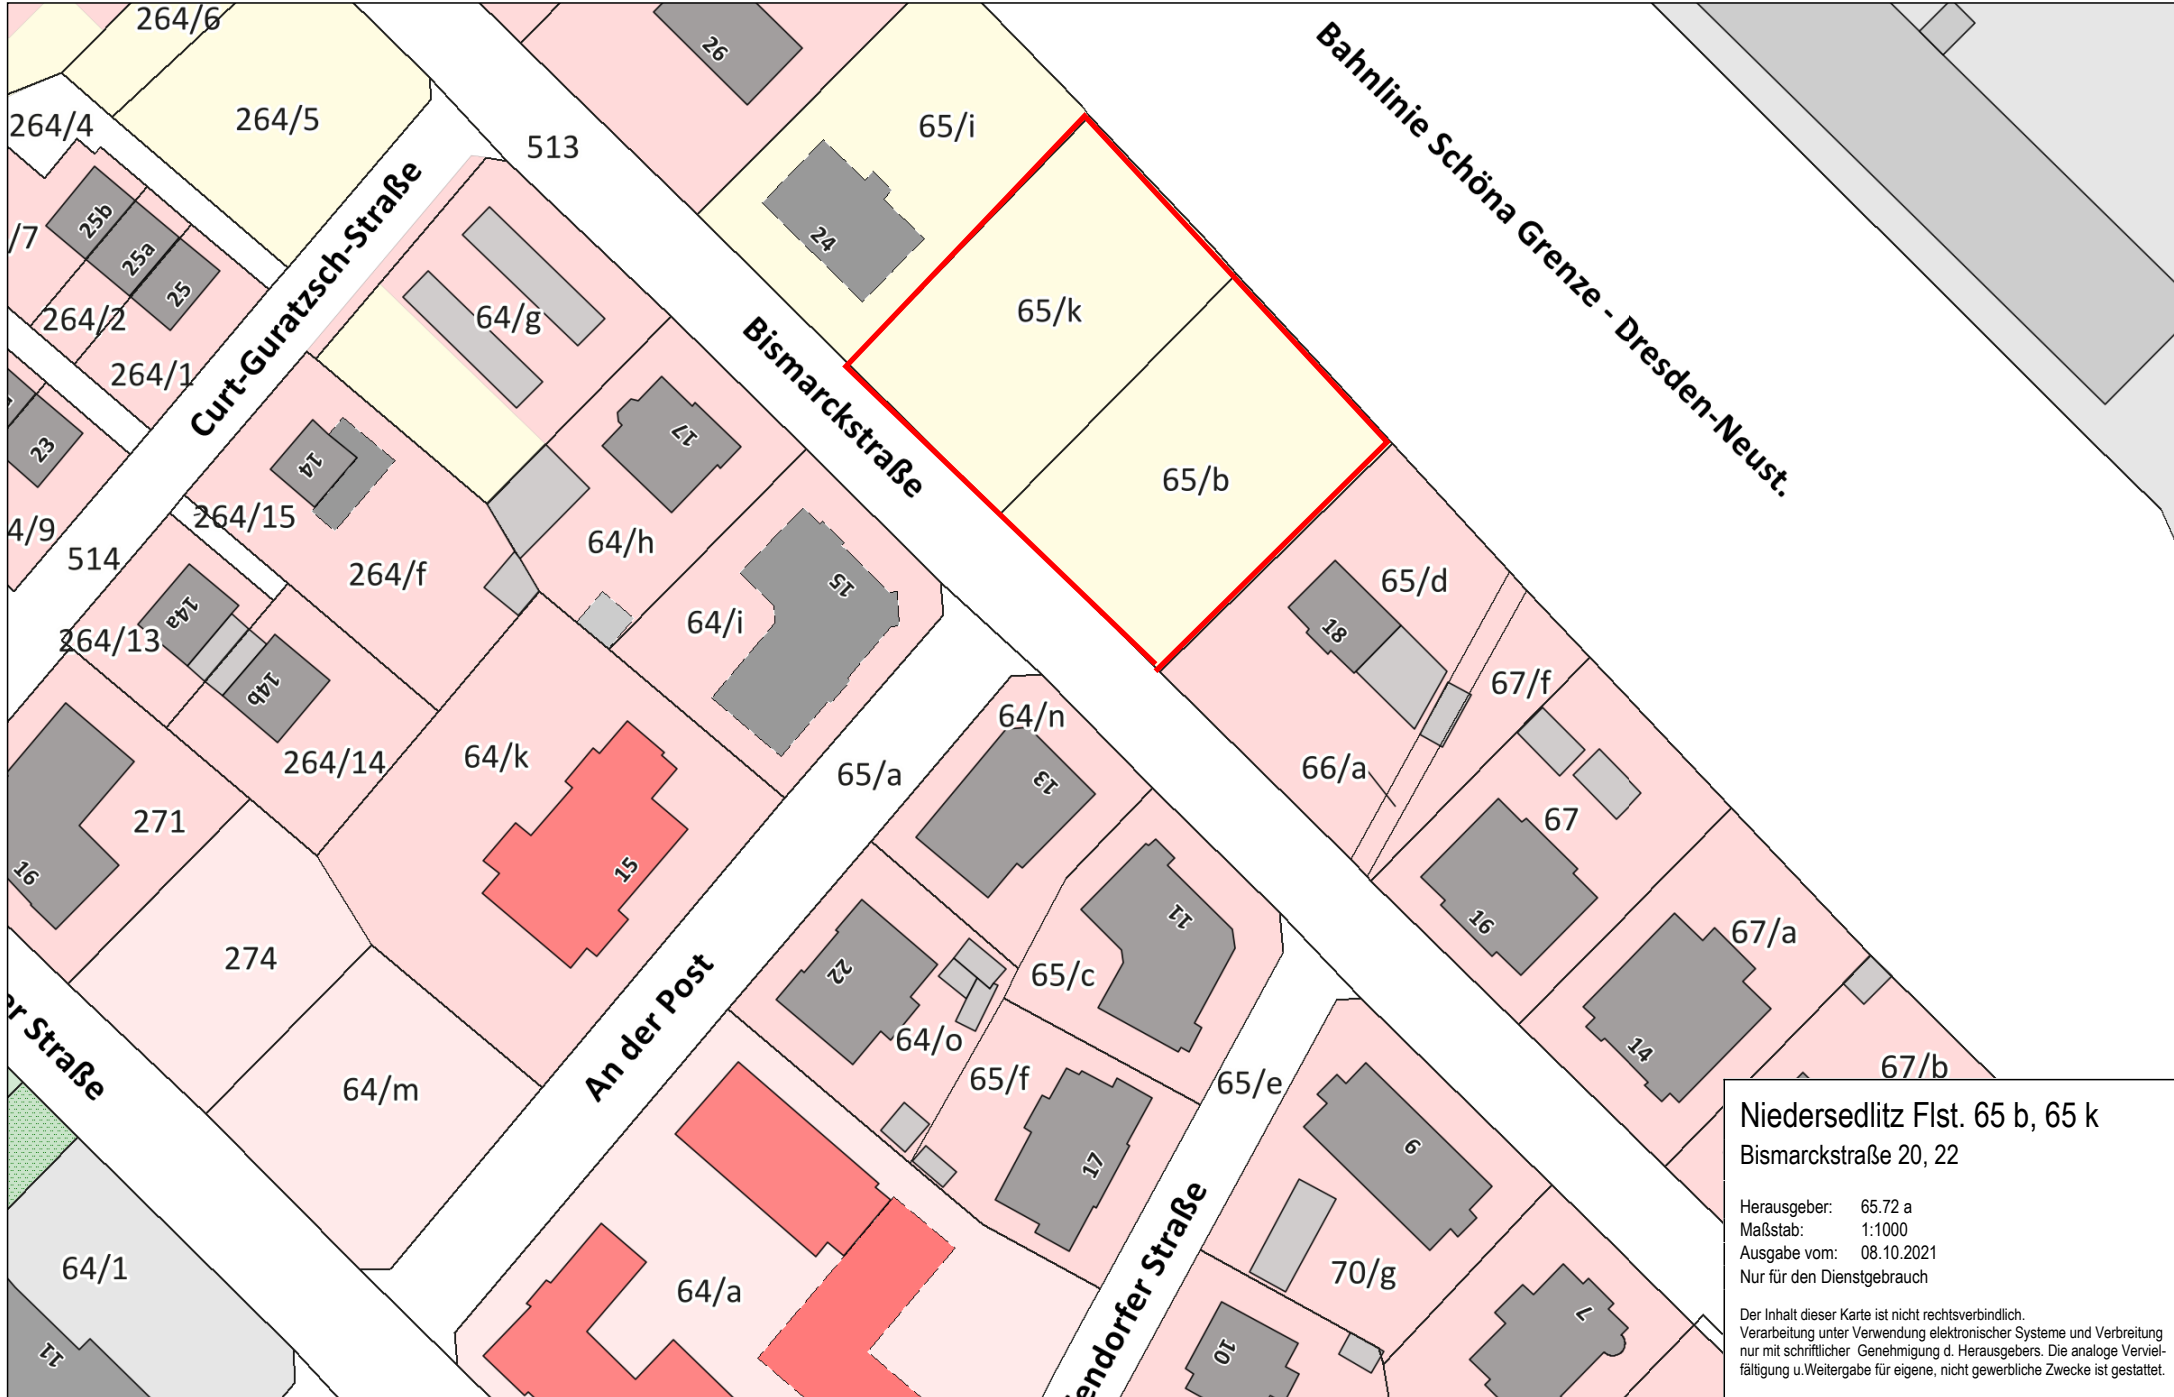 264/6
26
Bahnlinie Schöna Grenze - Dresden-Neust.
264/5
264/4
65/i
513
25b
25a
25
24
/7
264/2
264/1
Curt-Guratzsch-Straße
64/g
65/k
Bismarckstraße
17
23
14
65/b
264/15
4/9
514
64/h
264/f
15
65/d
64/i
18
14a
264/13
14b
67/f
64/n
264/14
64/k
65/a
66/a
13
271
67
16
15
11
16
67/a
274
22
65/c
er Straße
An der Post
64/o
14
65/f
65/e
67/b
64/m
17
6
64/1
64/a
endorfer Straße
70/g
7
10
11
Niedersedlitz Flst. 65 b, 65 k
Bismarckstraße 20, 22
Herausgeber: 65.72 a
Maßstab: 1:1000
Ausgabe vom: 08.10.2021
Nur für den Dienstgebrauch
Der Inhalt dieser Karte ist nicht rechtsverbindlich.
Verarbeitung unter Verwendung elektronischer Systeme und Verbreitung
nur mit schriftlicher Genehmigung d. Herausgebers. Die analoge Verviel-
fältigung u.Weitergabe für eigene, nicht gewerbliche Zwecke ist gestattet.